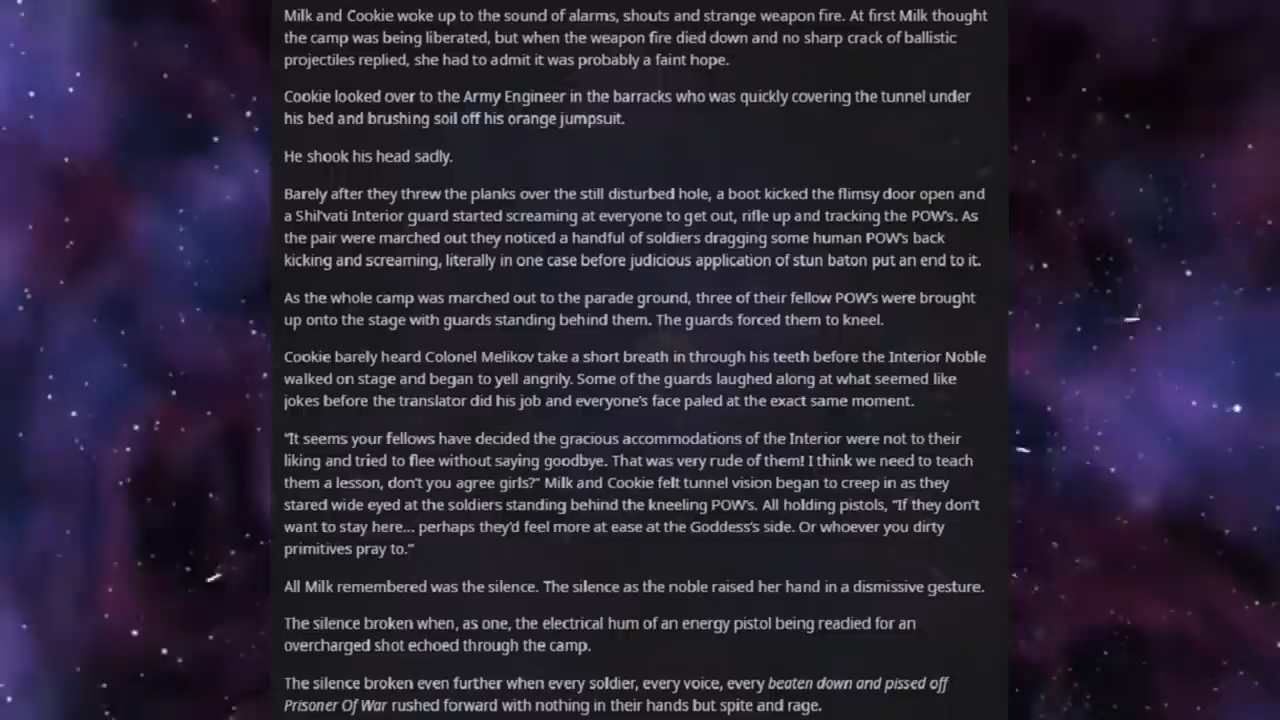 Milk and Cookie woke up to the sound of alarms, shouts and strange weapon fire. At first Milk thought
the camp was being liberated, but when the weapon fire died down and no sharp crack of ballistic
projectiles replied, she had to admit it was probably a faint hope.
Cookie looked over to the Army Engineer in the barracks who was quickly covering the tunnel under
his bed and brushing soil off his orange jumpsuit.
He shook his head sadly.
Barely after they threw the planks over the still disturbed hole, a boot kicked the flimsy door open and
a Shil'vati Interior guard started screaming at everyone to get out, rifle up and tracking the POW's. As
the pair were marched out they noticed a handful of soldiers dragging some human POW's back
kicking and screaming, literally in one case before judicious application of stun baton put an end to it.
As the whole camp was marched out to the parade ground, three of their fellow POW's were brought
up onto the stage with guards standing behind them. The guards forced them to kneel.
Cookie barely heard Colonel Melikov take a short breath in through his teeth before the Interior Noble
walked on stage and began to yell angrily. Some of the guards laughed along at what seemed like
jokes before the translator did his job and everyone's face paled at the exact same moment.
"It seems your fellows have decided the gracious accommodations of the Interior were not to their
liking and tried to flee without saying goodbye. That was very rude of them! I think we need to teach
them a lesson, don't you agree girls?" Milk and Cookie felt tunnel vision began to creep in as they
stared wide eyed at the soldiers standing behind the kneeling POW's. All holding pistols, "If they don't
want to stay here... perhaps they'd feel more at ease at the Goddess's side. Or whoever you dirty
primitives pray to."
All Milk remembered was the silence. The silence as the noble raised her hand in a dismissive gesture.
The silence broken when, as one, the electrical hum of an energy pistol being readied for an
overcharged shot echoed through the camp.
The silence broken even further when every soldier, every voice, every beaten down and pissed off
Prisoner Of War rushed forward with nothing in their hands but spite and rage.